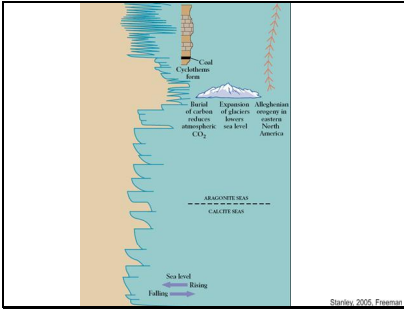 Coal
Cyclothems
form
Burial
of carbon
reduces
atmospheric
CO2
Expansion
of glaciers
lowers
sea level
Alleghenian
orogeny in
eastern
North
America
ARAGONITE SEAS
CALCITE SEAS
Sea level
Rising
Falling
Stanley, 2005, Freeman